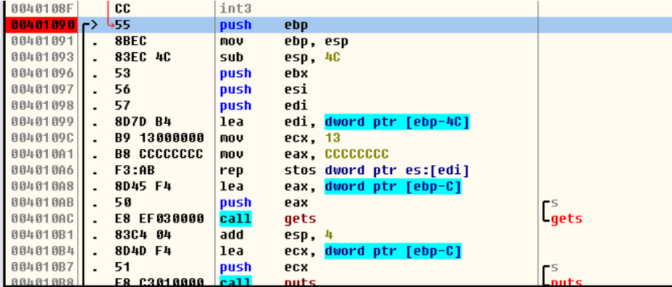 0040108F CC int3
00401090 > 55 push ebp
00401091 . 8BEC mov ebp, esp
00401093 . 83EC 4C sub esp, 4C
00401096 . 53 push ebx
00401097 . 56 push esi
00401098 . 57 push edi
00401099 . 8D7D B4 lea edi, dword ptr [ebp-4C]
0040109C . B9 13000000 mov ecx, 13
004010A1 . B8 CCCCCCCC mov eax, CCCCCCCC
004010A6 . F3:AB rep stos dword ptr es:[edi]
004010A8 . 8D45 F4 lea eax, dword ptr [ebp-C]
004010AB . 50 push eax s
004010AC . E8 EF030000 call gets gets
004010B1 . 83C4 04 add esp, 4
004010B4 . 8D4D F4 lea ecx, dword ptr [ebp-C]
004010B7 . 51 push ecx s
004010B8 . E8 C3010000 call puts puts